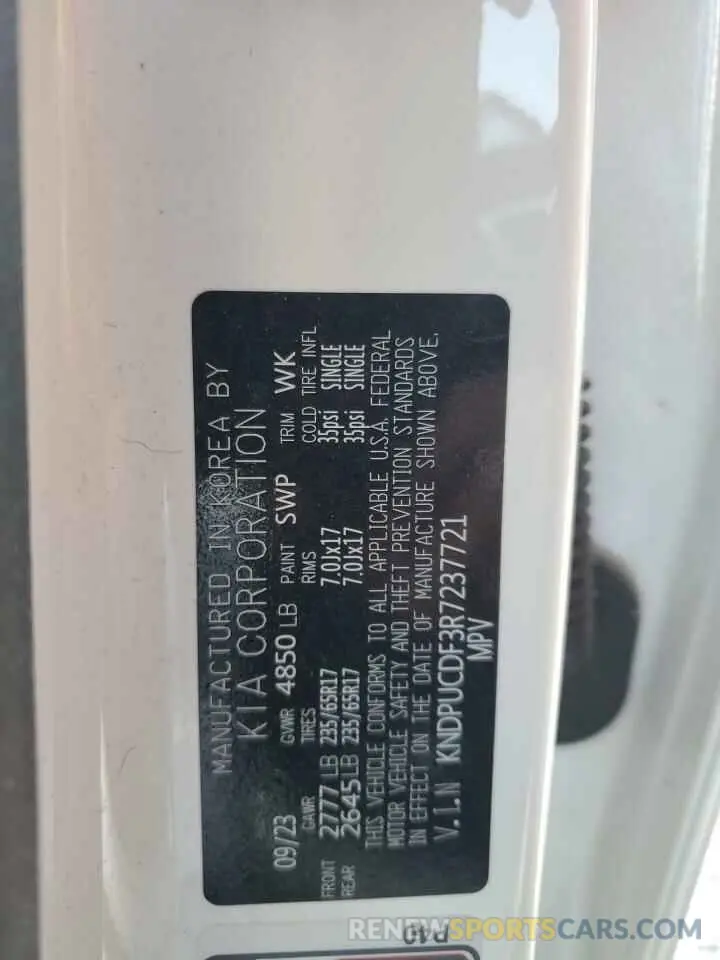 MANUFACTURED IN KOREA BY
KIA CORPORATION
09/23 GVWR 4850 LB PAINT SWP TRIM WK
GAWR TIRES RIMS COLD TIRE INFL
FRONT 2777 LB 235/65R17 7.0Jx17 35psi SINGLE
REAR 2645 LB 235/65R17 7.0Jx17 35psi SINGLE
THIS VEHICLE CONFORMS TO ALL APPLICABLE U.S.A. FEDERAL
MOTOR VEHICLE SAFETY AND THEFT PREVENTION STANDARDS
IN EFFECT ON THE DATE OF MANUFACTURE SHOWN ABOVE.
V.I.N KNDPUCDF3R7237721
MPV
RENEWSPORTSCARS.COM